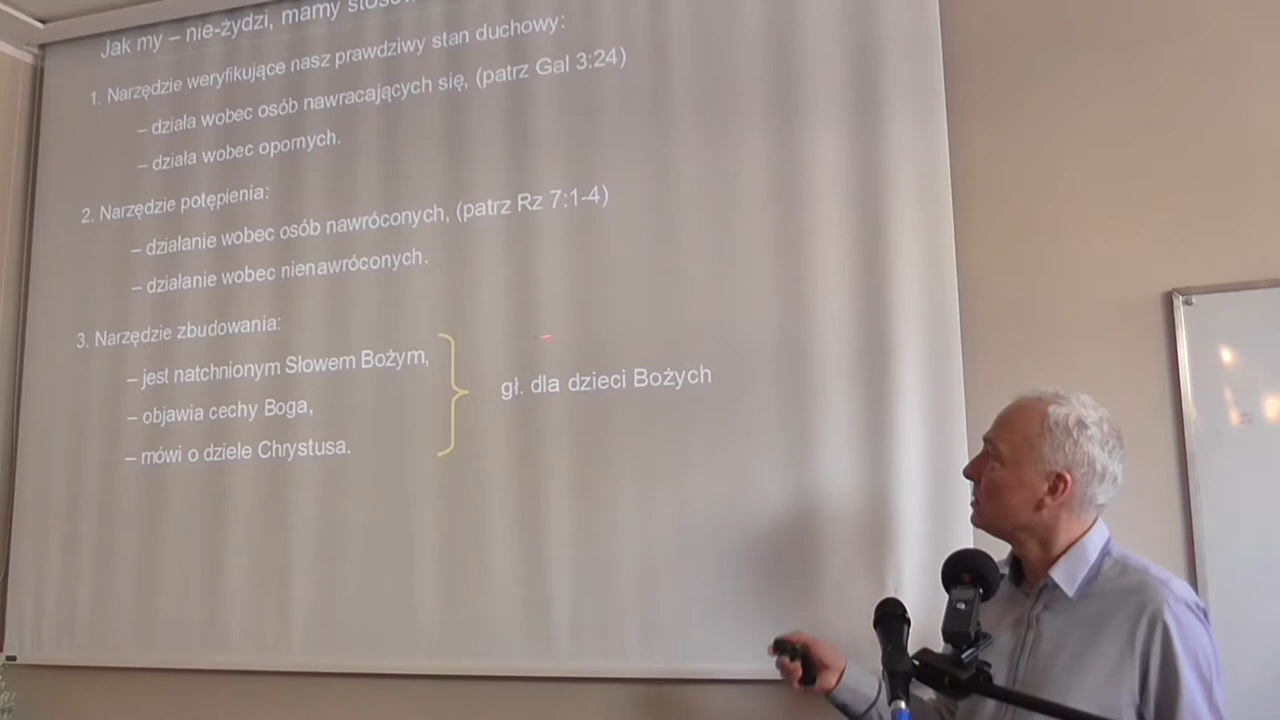 Jak my – nie-żydzi, mamy
1. Narzędzie weryfikujące nasz prawdziwy stan duchowy:
– działa wobec osób nawracających się, (patrz Gal 3:24)
– działa wobec opornych.
2. Narzędzie potępienia:
– działanie wobec osób nawróconych, (patrz Rz 7:1-4)
– działanie wobec nienawróconych.
3. Narzędzie zbudowania:
– jest natchnionym Słowem Bożym,
– objawia cechy Boga,
– mówi o dziele Chrystusa.
gł. dla dzieci Bożych